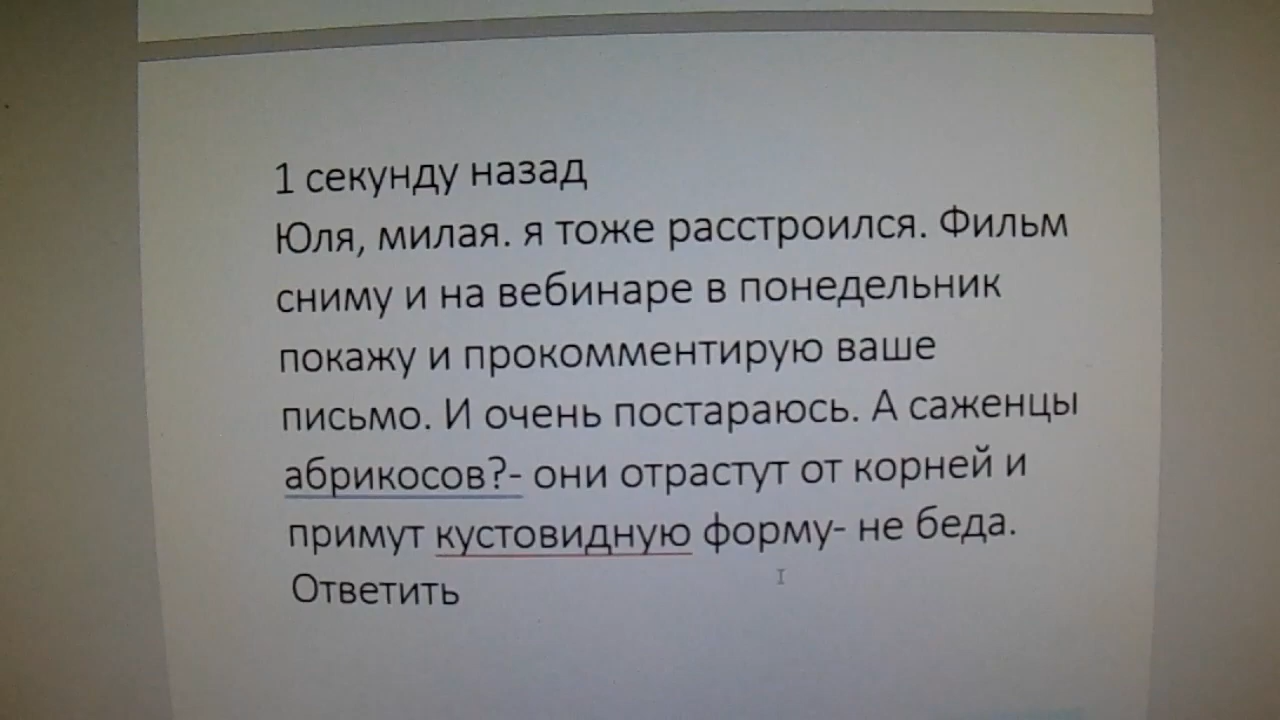 1 секунду назад
Юля, милая. я тоже расстроился. Фильм
сниму и на вебинаре в понедельник
покажу и прокомментирую ваше
письмо. И очень постараюсь. А саженцы
абрикосов?- они отрастут от корней и
примут кустовидную форму- не беда.
Ответить